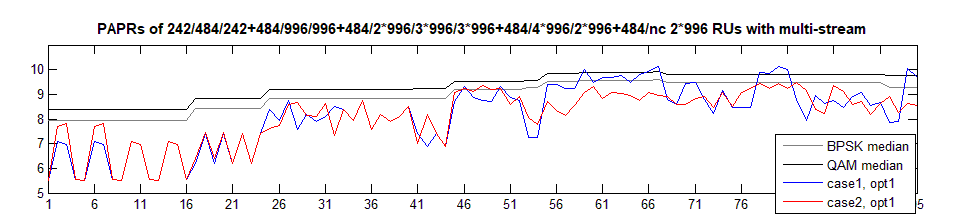 PAPRs of 242/484/242+484/996/996+484/2*996/3*996/3*996+484/4*996/2*996+484/nc 2*996 RUs with multi-stream
10
9
8
7
6
5
1 6 11 16 21 26 31 36 41 46 51 56 61 66 71 76 5
BPSK median
QAM median
case1, opt1
case2, opt1